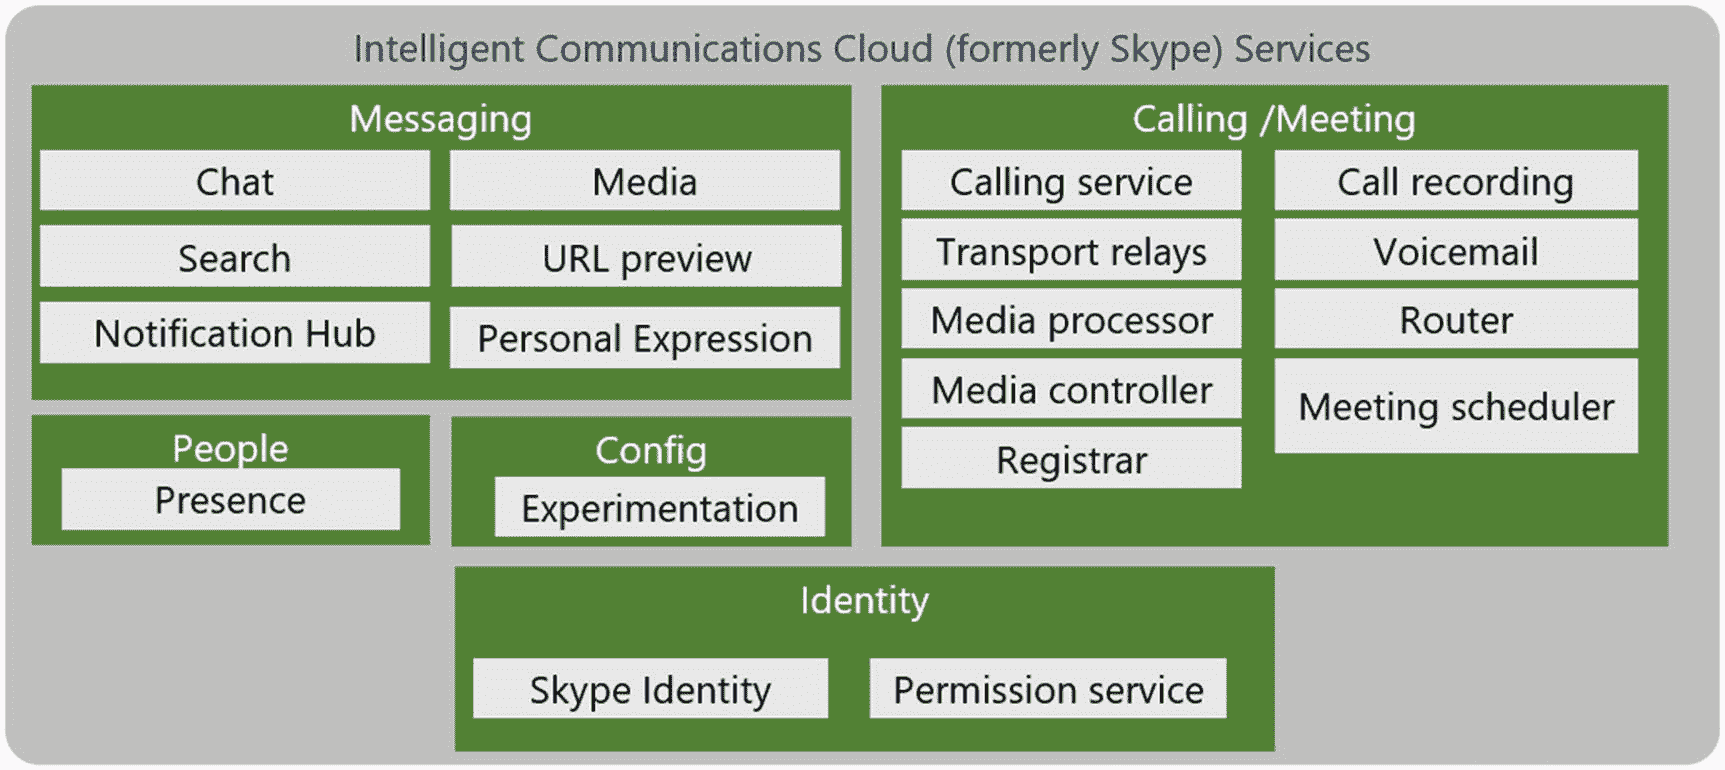 Intelligent Communications Cloud (formerly Skype) Services
Messaging
Chat
Media
Search
URL preview
Notification Hub
Personal Expression
Calling /Meeting
Calling service
Call recording
Transport relays
Voicemail
Media processor
Router
Media controller
Meeting scheduler
Registrar
People
Presence
Config
Experimentation
Identity
Skype Identity
Permission service